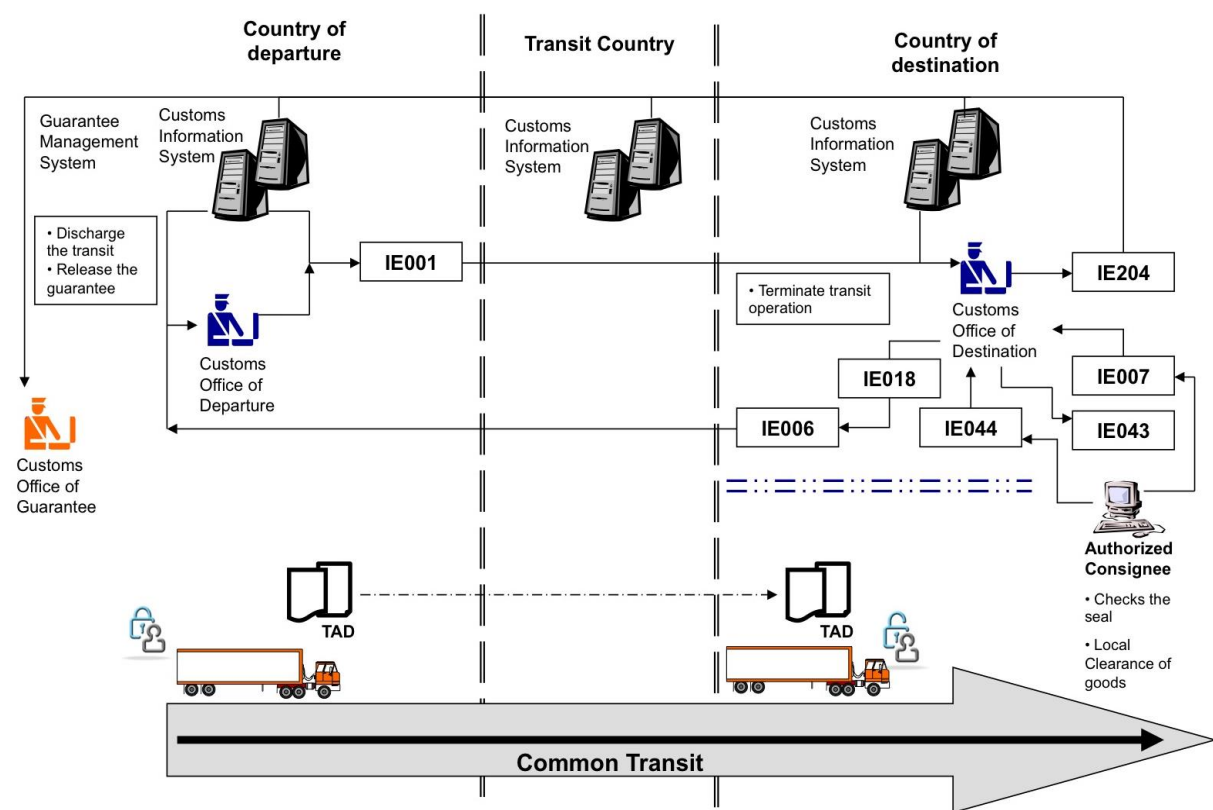 Country of
departure
Transit Country
Country of
destination
Guarantee
Management
System
Customs
Information
System
Customs
Information
System
Customs
Information
System
• Discharge
the transit
• Release the
guarantee
IE001
IE204
• Terminate transit
operation
Customs
Office of
Departure
Customs
Office of
Destination
IE018
IE007
IE006
IE044
IE043
Customs
Office of
Guarantee
Authorized
Consignee
• Checks the
seal
• Local
Clearance of
goods
TAD
TAD
Common Transit